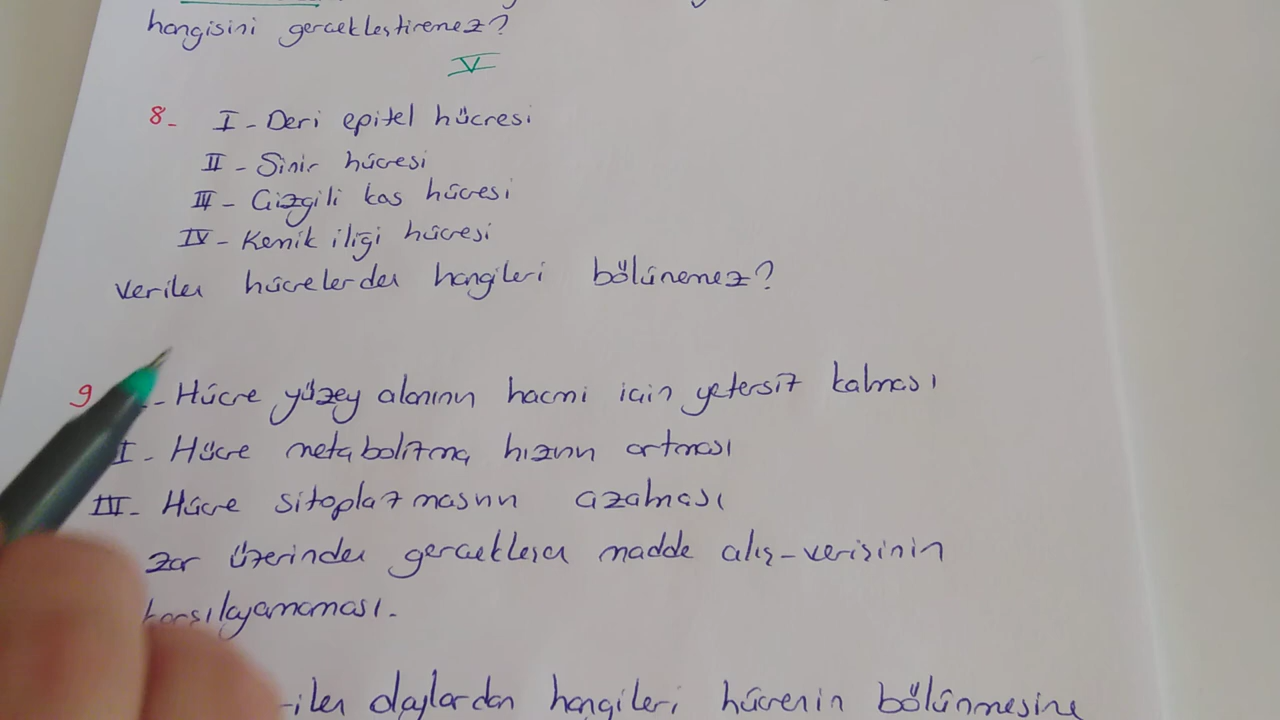 hangisini gerçekleştiremez?
V
8- I - Deri epitel hücresi
II - Sinir hücresi
III - Çizgili kas hücresi
IV - Kemik iliği hücresi
Verilen hücrelerden hangileri bölünemez?
9 - Hücre yüzey alanının hacmi için yetersiz kalması
I - Hücre metabolizma hızının artması
III - Hücre sitoplazmasının azalması
zar üzerinden gerçekleşen madde alış-verişinin
karşılayamaması.
ilen olaylardan hangileri hücrenin bölünmesine